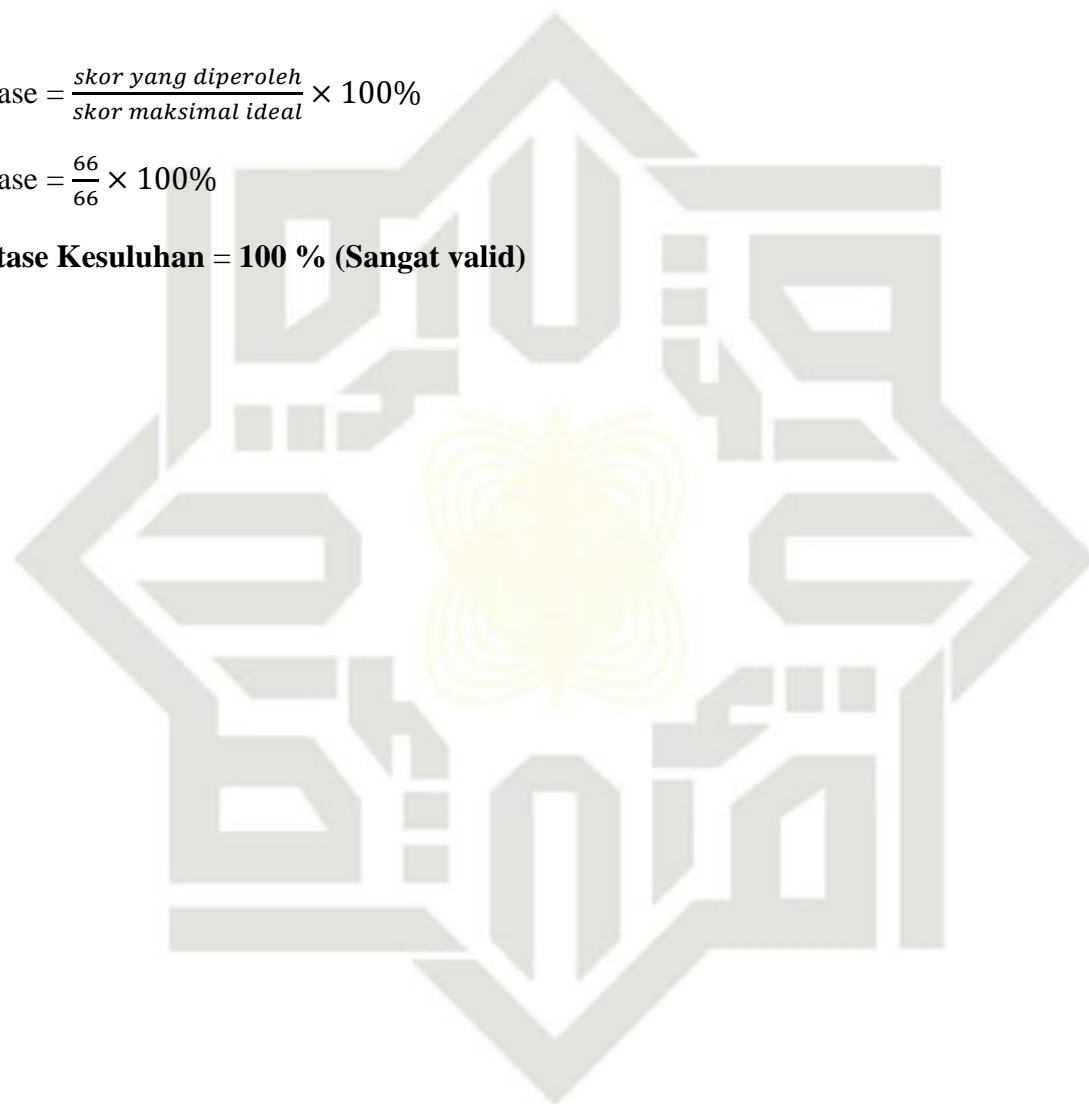 ase = skor yang diperoleh / skor maksimal ideal × 100%
ase = 66 / 66 × 100%
tase Kesuluhan = 100 % (Sangat valid)